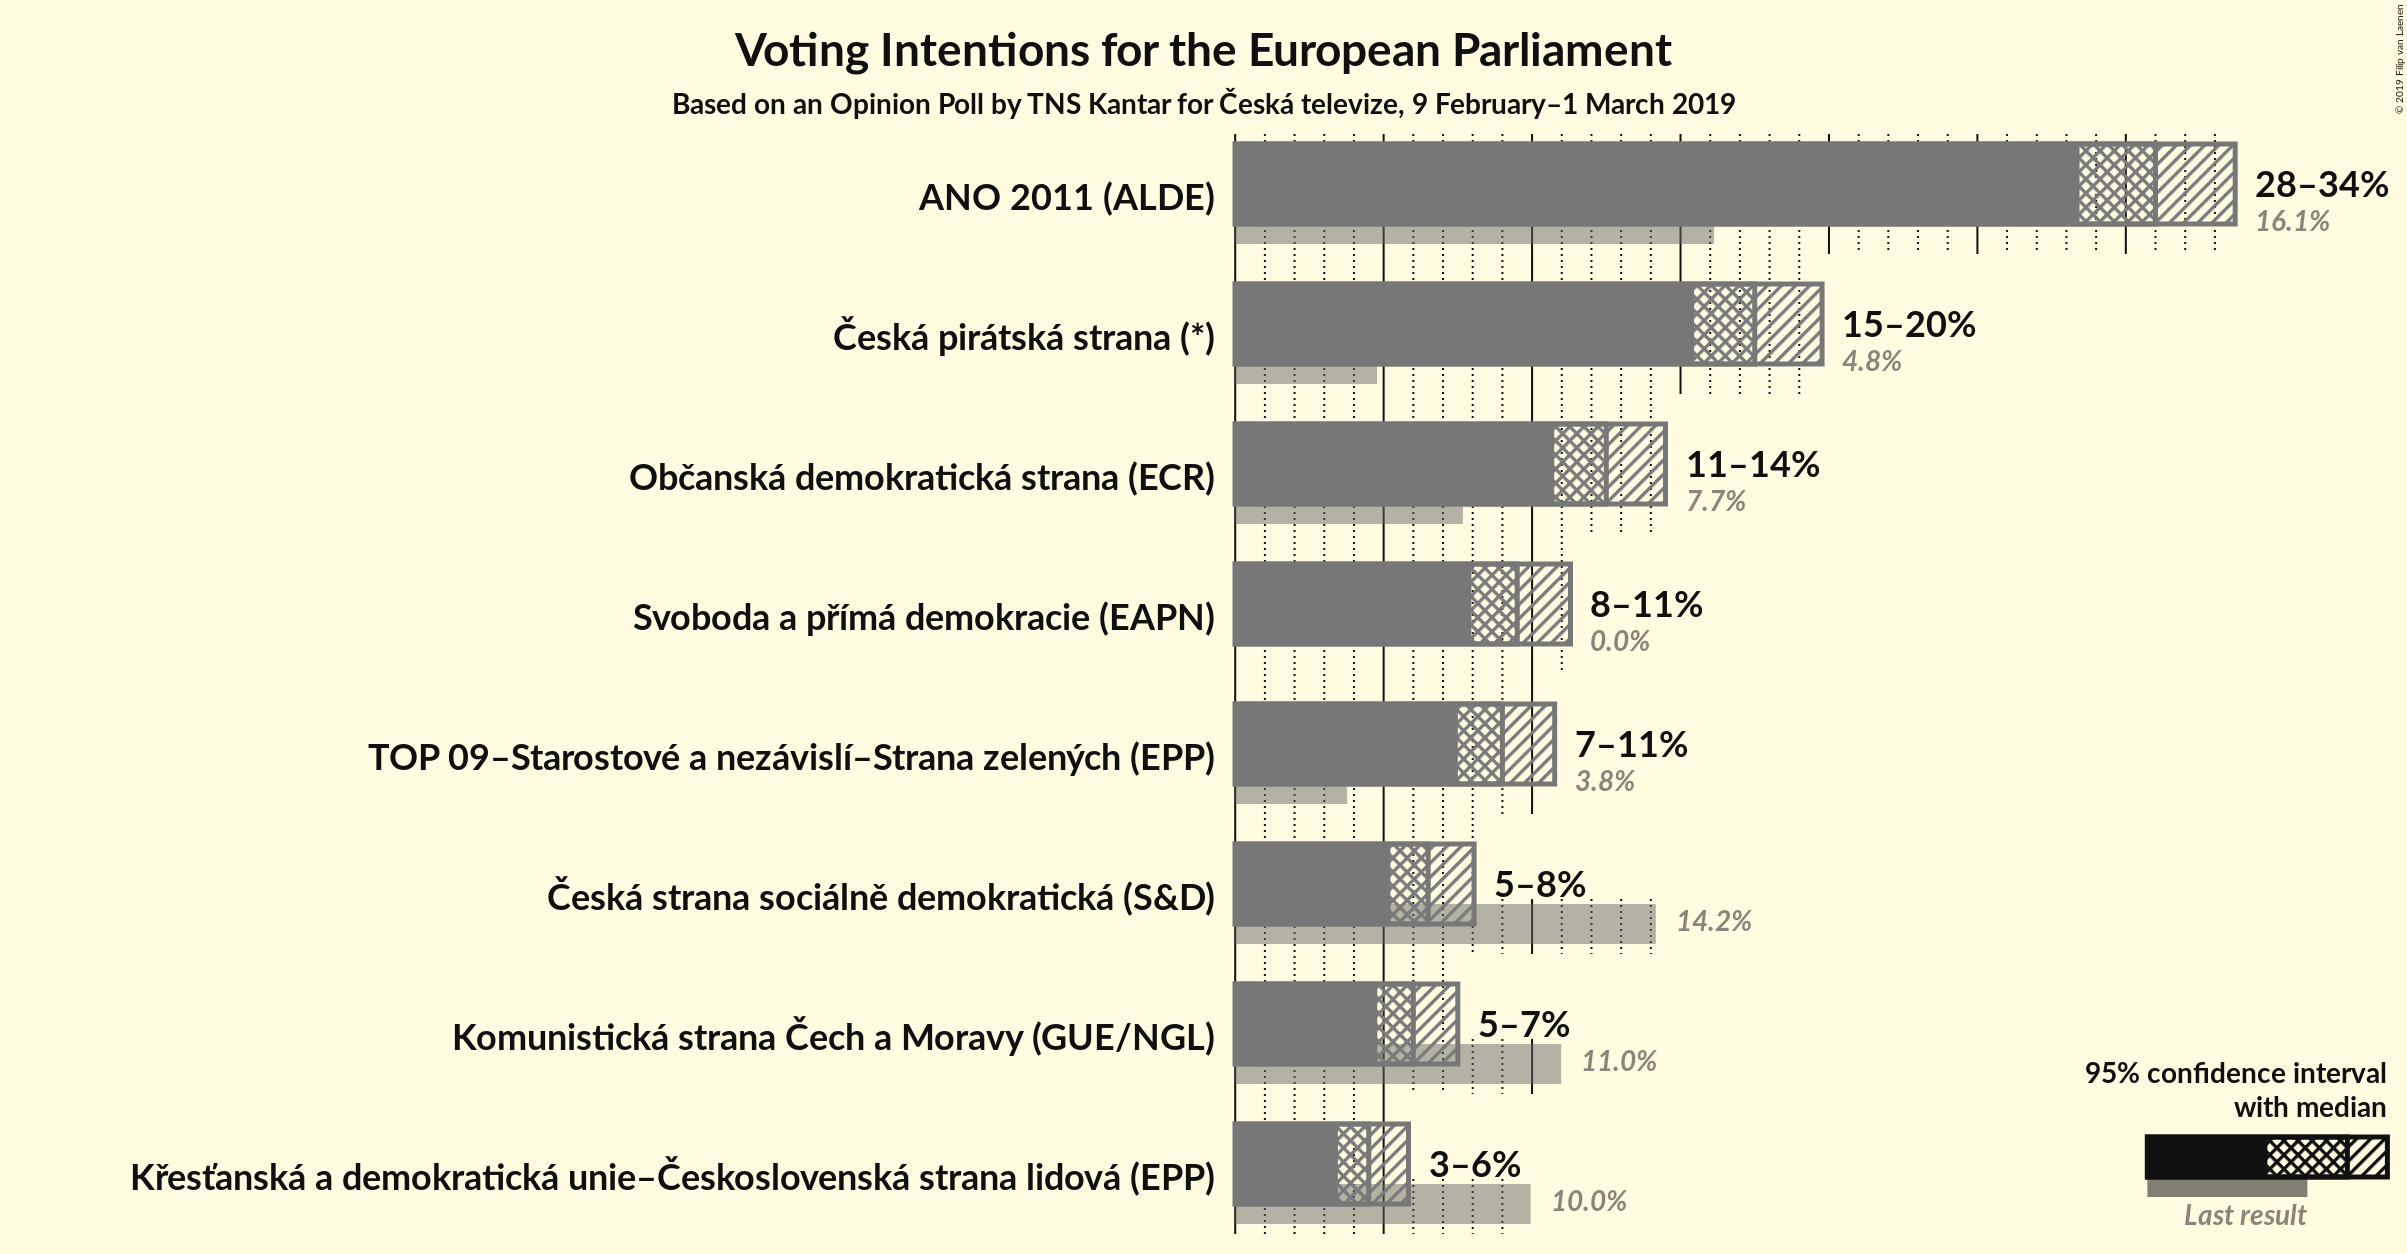 Voting Intentions for the European Parliament
Based on an Opinion Poll by TNS Kantar for Česká televize, 9 February–1 March 2019
© 2019 Filip van Laenen
ANO 2011 (ALDE)
28–34%
16.1%
Česká pirátská strana (*)
15–20%
4.8%
Občanská demokratická strana (ECR)
11–14%
7.7%
Svoboda a přímá demokracie (EAPN)
8–11%
0.0%
TOP 09–Starostové a nezávislí–Strana zelených (EPP)
7–11%
3.8%
Česká strana sociálně demokratická (S&D)
5–8%
14.2%
Komunistická strana Čech a Moravy (GUE/NGL)
5–7%
11.0%
Křesťanská a demokratická unie–Československá strana lidová (EPP)
3–6%
10.0%
95% confidence interval
with median
Last result